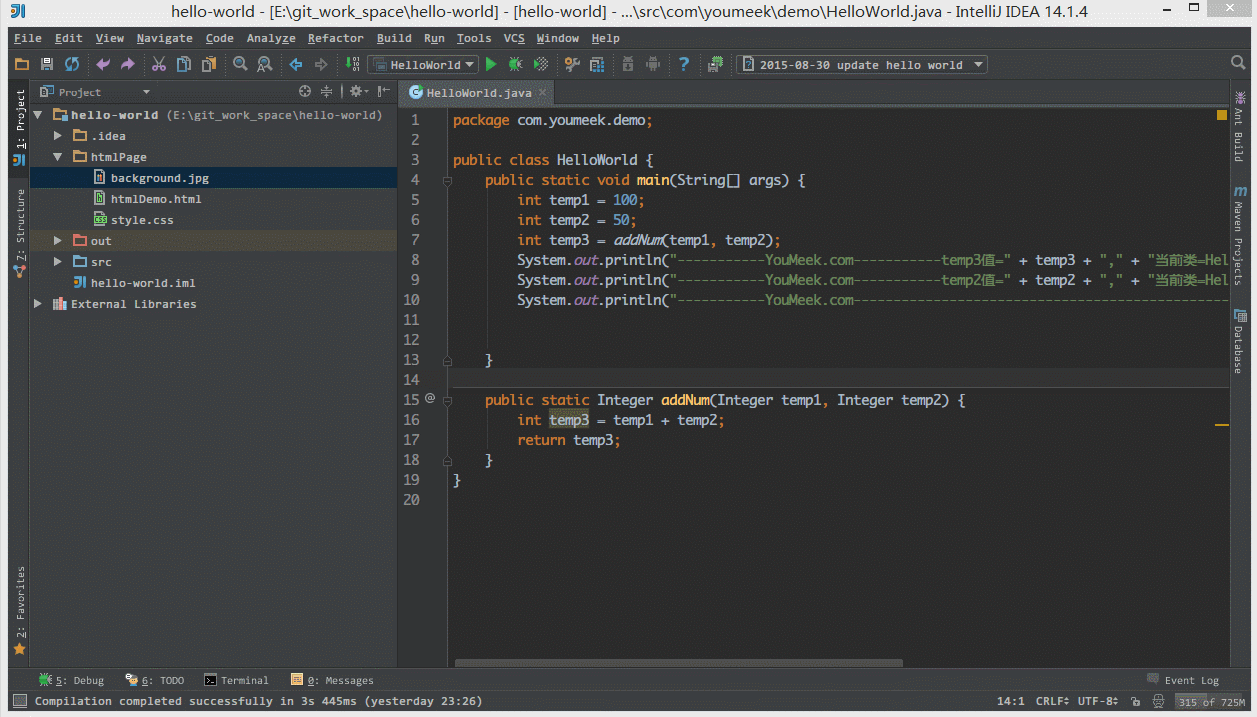 hello-world - [E:\git_work_space\hello-world] - [hello-world] - ...\src\com\youmeek\demo\HelloWorld.java - IntelliJ IDEA 14.1.4
File Edit View Navigate Code Analyze Refactor Build Run Tools VCS Window Help
HelloWorld
2015-08-30 update hello world
Project
HelloWorld.java
1: Project
7: Structure
2: Favorites
hello-world (E:\git_work_space\hello-world)
.idea
htmlPage
background.jpg
htmlDemo.html
style.css
out
src
hello-world.iml
External Libraries
1 package com.youmeek.demo;
2
3 public class HelloWorld {
4 public static void main(String[] args) {
5 int temp1 = 100;
6 int temp2 = 50;
7 int temp3 = addNum(temp1, temp2);
8 System.out.println("-----------YouMeek.com-----------temp3值=" + temp3 + "," + "当前类=Hel
9 System.out.println("-----------YouMeek.com-----------temp2值=" + temp2 + "," + "当前类=Hel
10 System.out.println("-----------YouMeek.com-----------------------------------------------
11
12
13 }
14
15 @ public static Integer addNum(Integer temp1, Integer temp2) {
16 int temp3 = temp1 + temp2;
17 return temp3;
18 }
19 }
20
Ant Build
m Maven Projects
Database
5: Debug 6: TODO Terminal 0: Messages Event Log
Compilation completed successfully in 3s 445ms (yesterday 23:26) 14:1 CRLF UTF-8 315 of 725M